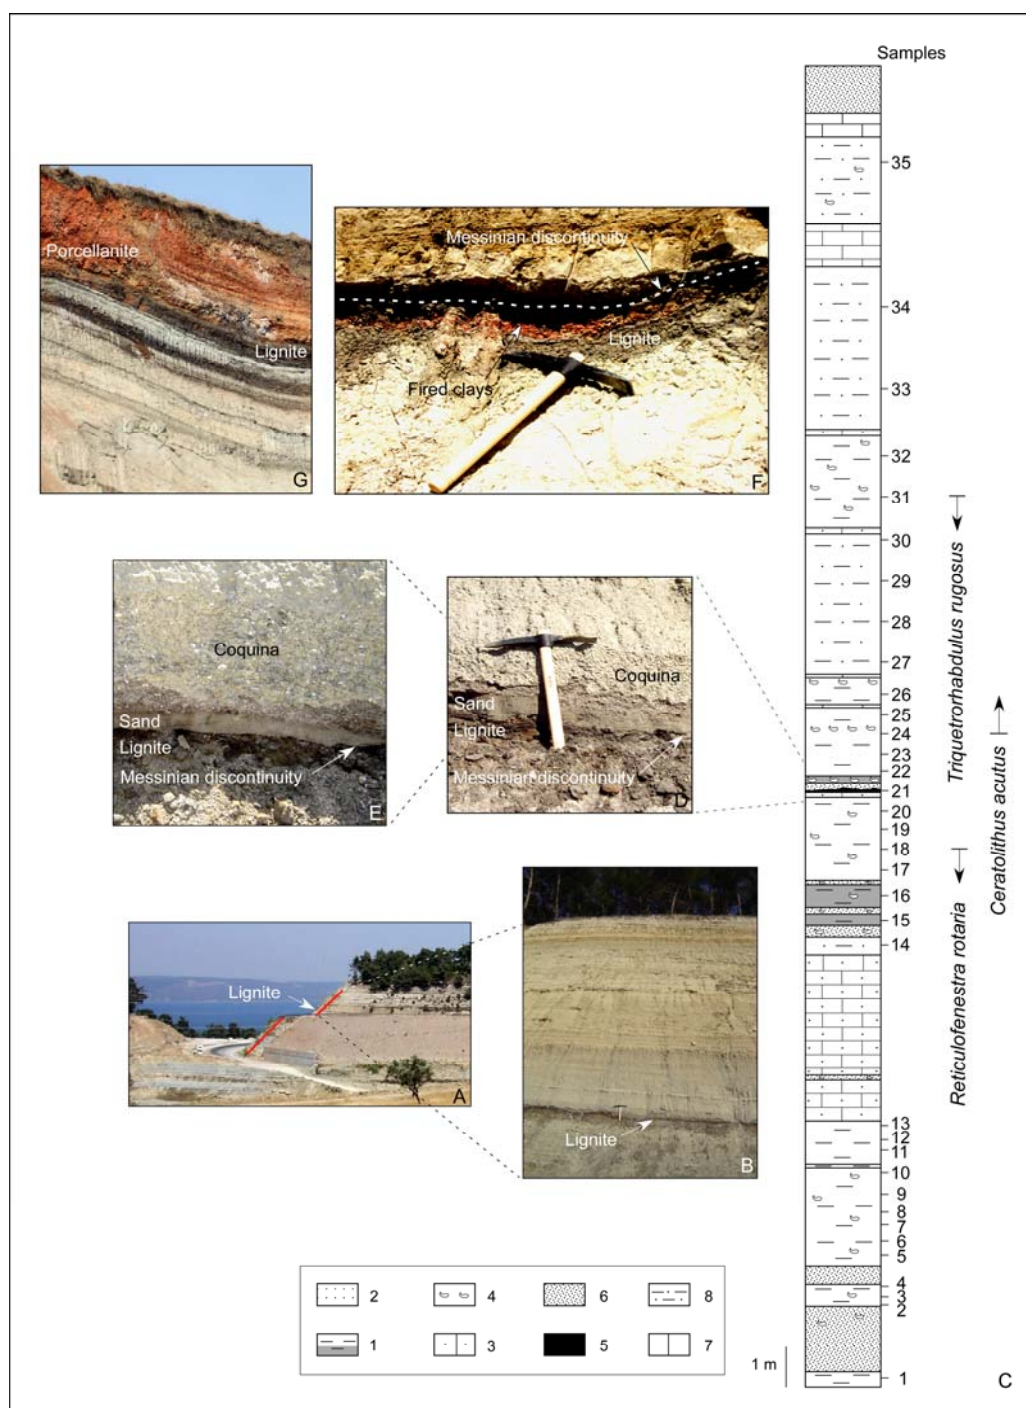 Samples
35
34
33
32
31
30
29
28
27
26
25
24
23
22
21
20
19
18
17
16
15
14
13
12
11
10
9
8
7
6
5
4
3
2
1
Triquetrorhabdulus rugosus
Ceratolithus acutus
Reticulofenestra rotaria
Porcellanite
Lignite
G
Messinian discontinuity
Lignite
Fired clays
F
Coquina
Sand
Lignite
Messinian discontinuity
E
Coquina
Sand
Lignite
Messinian discontinuity
D
Lignite
A
Lignite
B
2
4
6
8
1
3
5
7
1 m
C